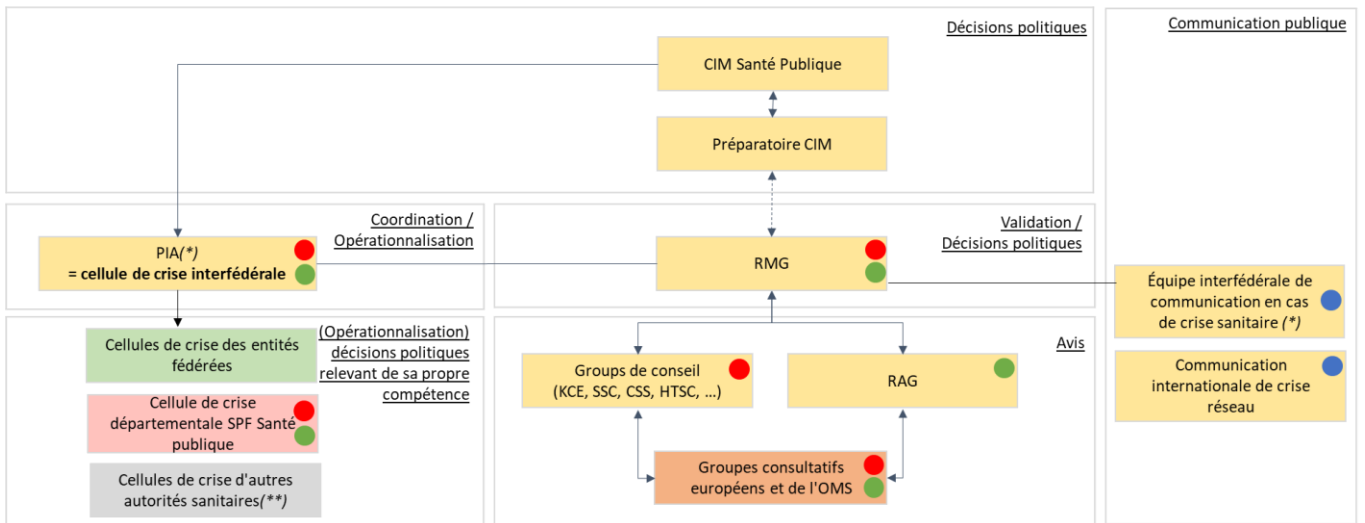 Décisions politiques
CIM Santé Publique
Préparatoire CIM
Communication publique
Coordination /
Opérationnalisation
PIA(*)
= cellule de crise interfédérale
Validation /
Décisions politiques
RMG
Équipe interfédérale de
communication en cas
de crise sanitaire (*)
Communication
internationale de crise
réseau
(Opérationnalisation)
décisions politiques
relevant de sa propre
compétence
Cellules de crise des entités
fédérées
Cellule de crise
départementale SPF Santé
publique
Cellules de crise d'autres
autorités sanitaires(**)
Avis
Groups de conseil
(KCE, SSC, CSS, HTSC, …)
RAG
Groupes consultatifs
européens et de l'OMS